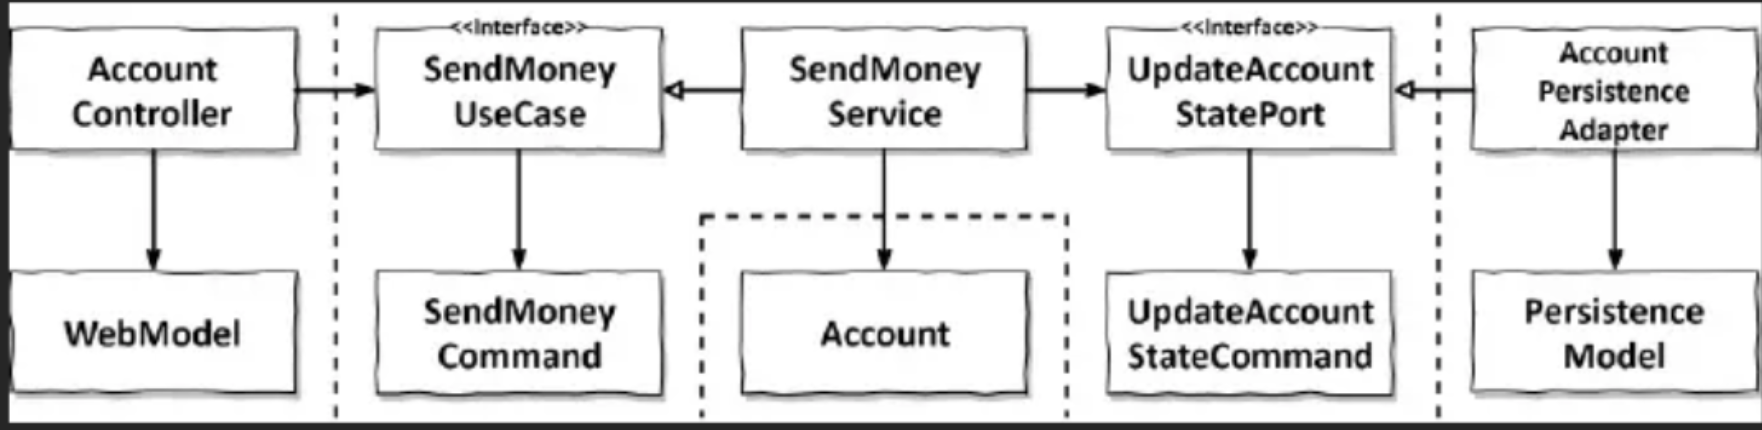 <<Interface>>
<<Interface>>
Account
Controller
SendMoney
UseCase
SendMoney
Service
UpdateAccount
StatePort
Account
Persistence
Adapter
WebModel
SendMoney
Command
Account
UpdateAccount
StateCommand
Persistence
Model